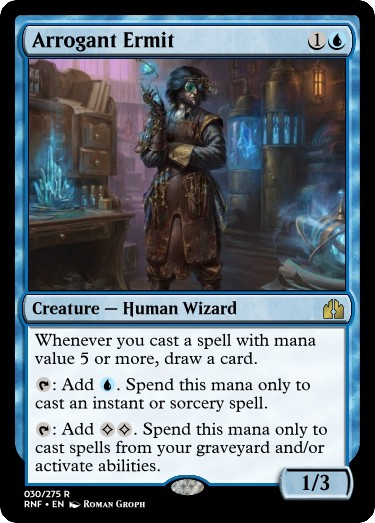 Arrogant Ermit 1
Creature — Human Wizard
Whenever you cast a spell with mana
value 5 or more, draw a card.
: Add . Spend this mana only to
cast an instant or sorcery spell.
: Add . Spend this mana only to
cast spells from your graveyard and/or
activate abilities.
1/3
030/275 R
RNF • EN Roman Groph